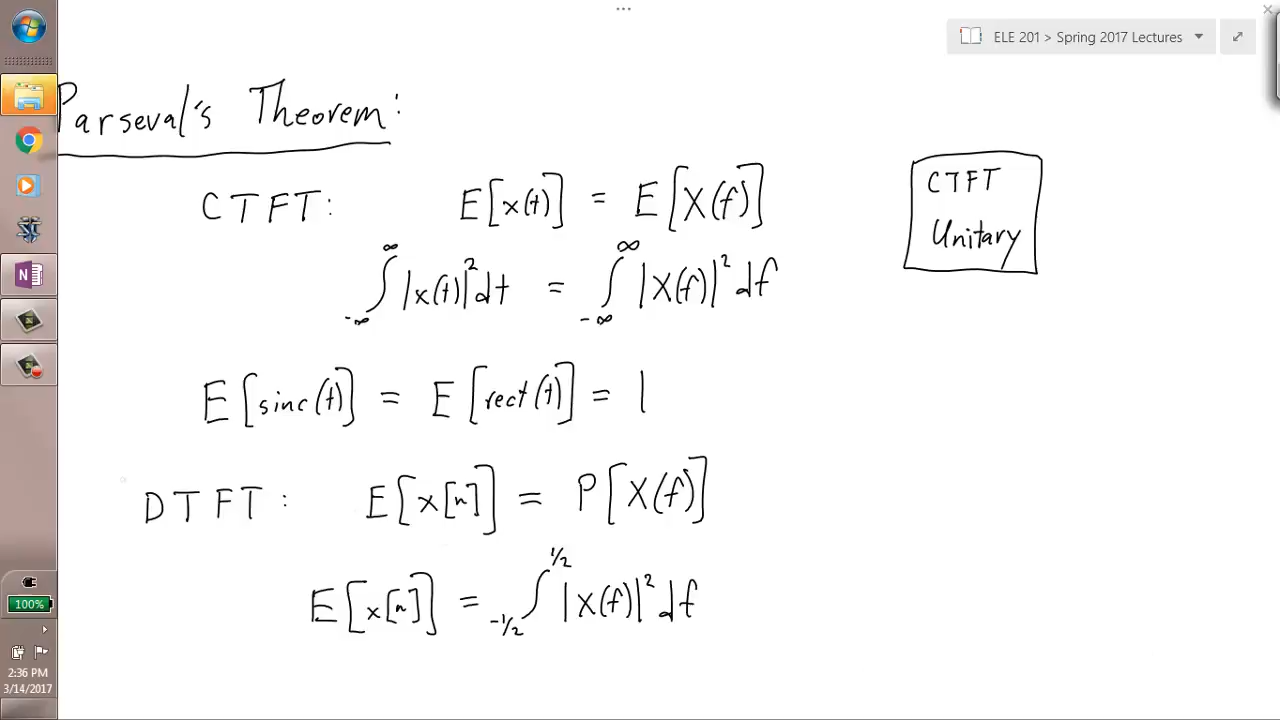 ELE 201 > Spring 2017 Lectures
Parseval's Theorem:
CTFT: E[x(t)] = E[X(f)]
∫_{-∞}^{∞} |x(t)|² dt = ∫_{-∞}^{∞} |X(f)|² df
CTFT
Unitary
E[sinc(t)] = E[rect(t)] = 1
DTFT: E[x[n]] = P[X(f)]
E[x[n]] = ∫_{-1/2}^{1/2} |X(f)|² df
100%
2:36 PM
3/14/2017